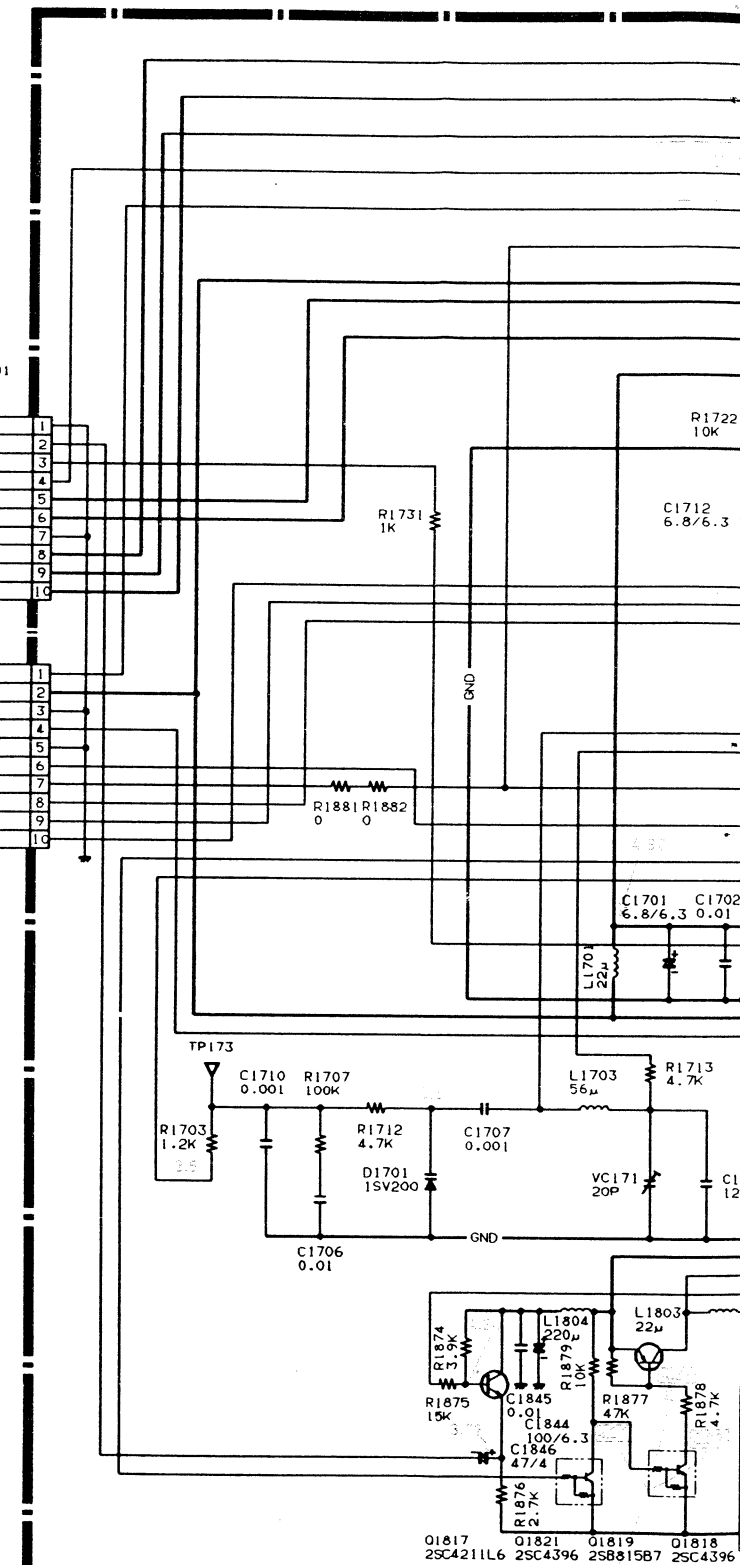 R1722
10K
1
2
3
4
5
6
7
8
9
10
R1731
1K
C1712
6.8/6.3
GND
1
2
3
4
5
6
7
8
9
10
R1881 R1882
0 0
C1701 C1702
6.8/6.3 0.01
L1701
22μ
TP173
C1710 R1707
0.001 100K
L1703
56μ
R1713
4.7K
R1703
1.2K
R1712
4.7K
C1707
0.001
D1701
1SV200
VC171
20P
GND
C1706
0.01
L1804
220μ
L1803
22μ
R1874
3.9K
R1879
10K
R1875
15K
C1845
0.01
C1844
100/6.3
R1877
47K
R1878
4.7K
C1846
47/4
R1876
2.7K
Q1817 Q1821 Q1819 Q1818
2SC4211L6 2SC4396 2SB815B7 2SC4396